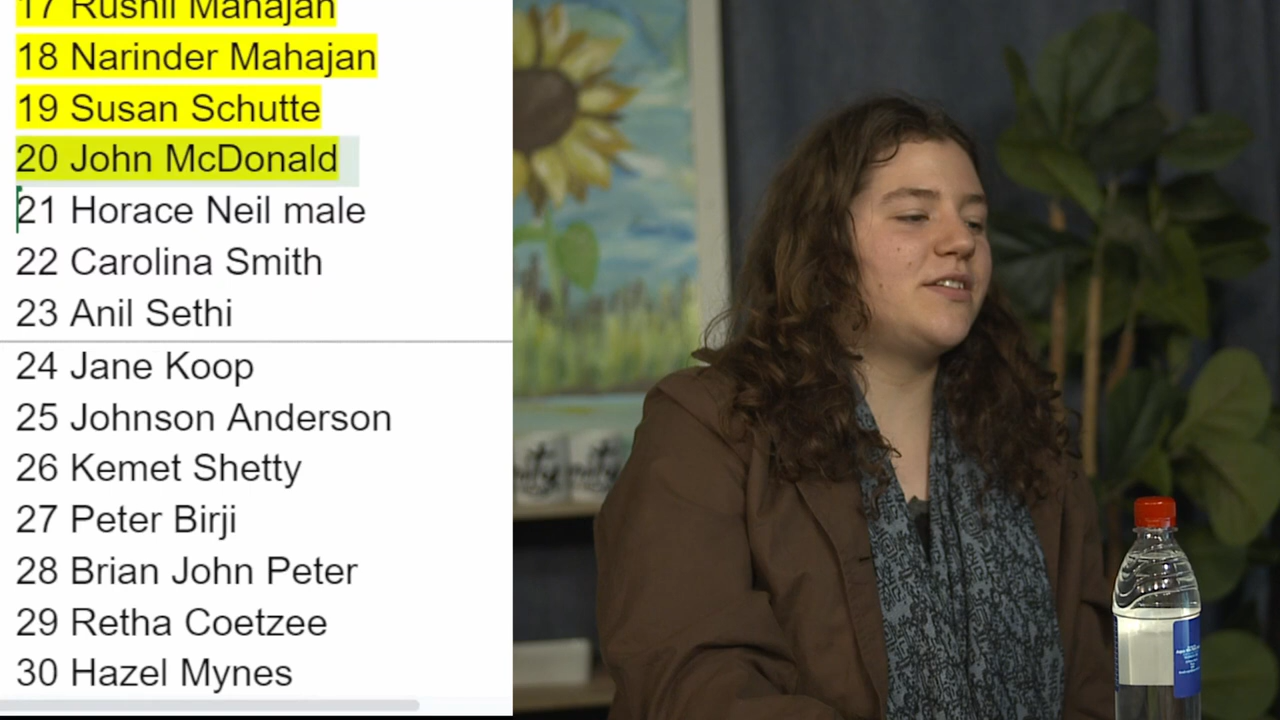 17 Rushil Mahajan
18 Narinder Mahajan
19 Susan Schutte
20 John McDonald
21 Horace Neil male
22 Carolina Smith
23 Anil Sethi
24 Jane Koop
25 Johnson Anderson
26 Kemet Shetty
27 Peter Birji
28 Brian John Peter
29 Retha Coetzee
30 Hazel Mynes